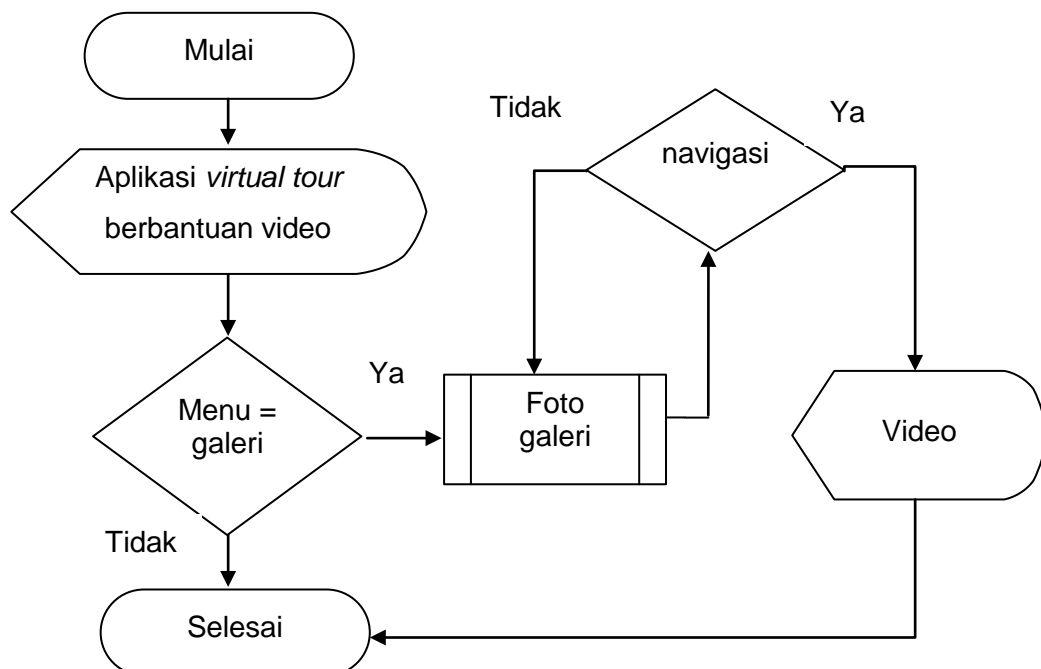 Mulai
Aplikasi virtual tour
berbantuan video
Menu =
galeri
Ya
Tidak
Foto
galeri
navigasi
Tidak
Ya
Video
Selesai